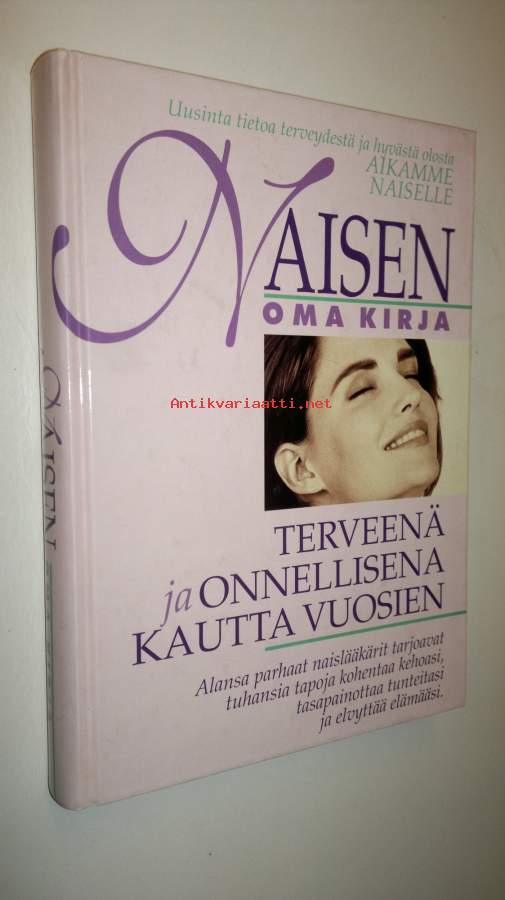 Uusinta tietoa terveydestä ja hyvästä olosta
AIKAMME
NAISELLE
NAISEN
OMA KIRJA
Antikvariaatti.net
TERVEENÄ
ja ONNELLISENA
KAUTTA VUOSIEN
Alansa parhaat naislääkärit tarjoavat
tuhansia tapoja kohentaa kehoasi,
tasapainottaa tunteitasi
ja elvyttää elämääsi.
NAISEN